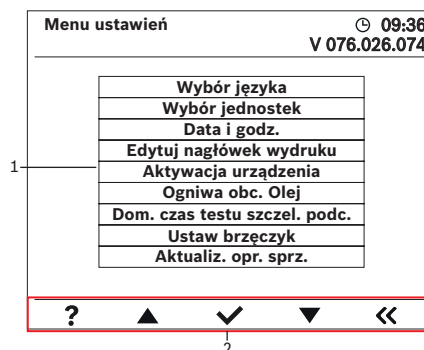 Menu ustawień 09:36
V 076.026.074
Wybór języka
Wybór jednostek
Data i godz.
Edytuj nagłówek wydruku
1
Aktywacja urządzenia
Ogniwa obc. Olej
Dom. czas testu szczel. podc.
Ustaw brzęczyk
Aktualiz. opr. sprz.
?
2